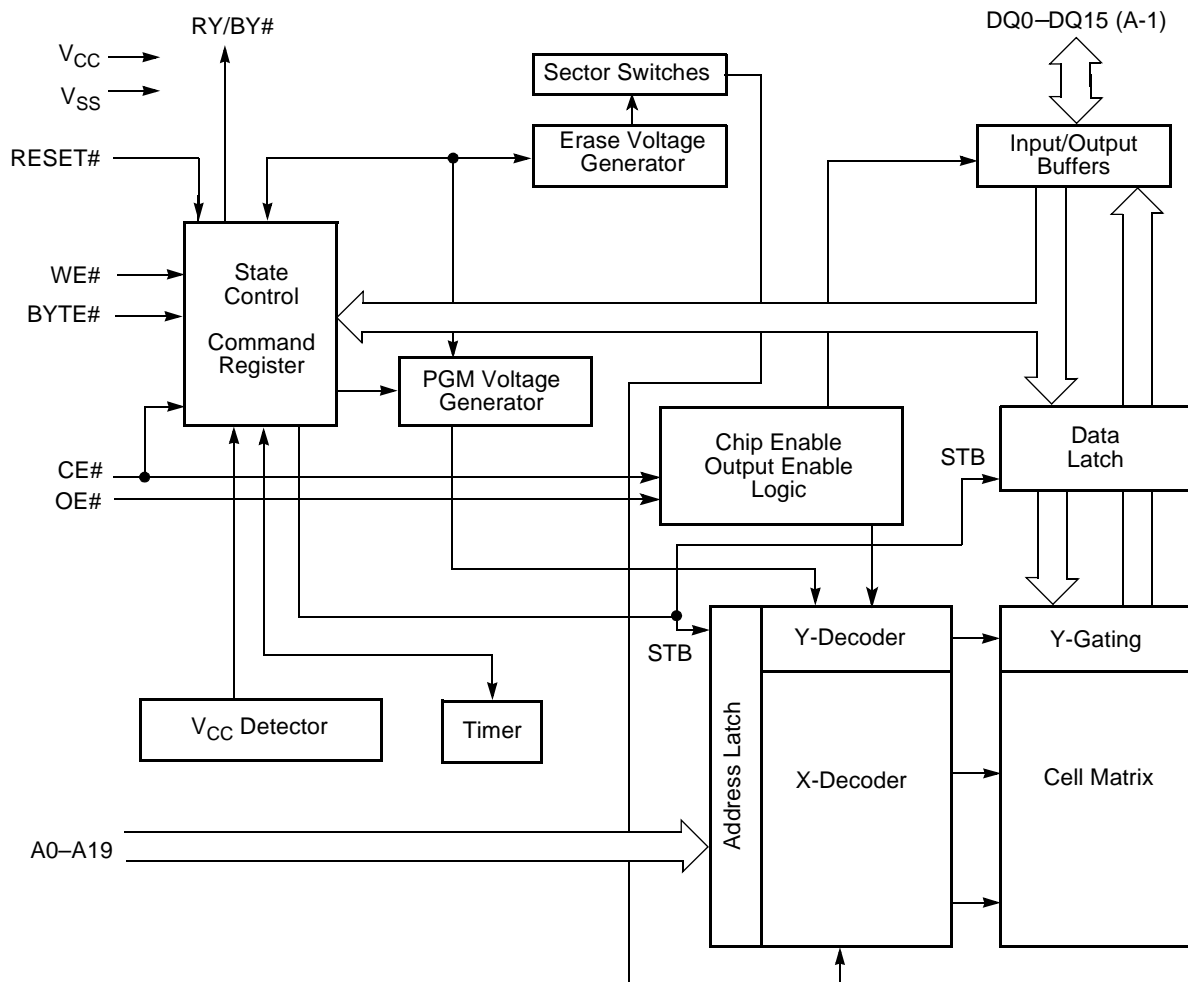 RY/BY#
DQ0–DQ15 (A-1)
VCC
VSS
Sector Switches
Erase Voltage
Generator
Input/Output
Buffers
RESET#
WE#
BYTE#
State
Control
Command
Register
PGM Voltage
Generator
Chip Enable
Output Enable
Logic
STB
Data
Latch
CE#
OE#
STB
Y-Decoder
Y-Gating
VCC Detector
Timer
Address Latch
X-Decoder
Cell Matrix
A0–A19